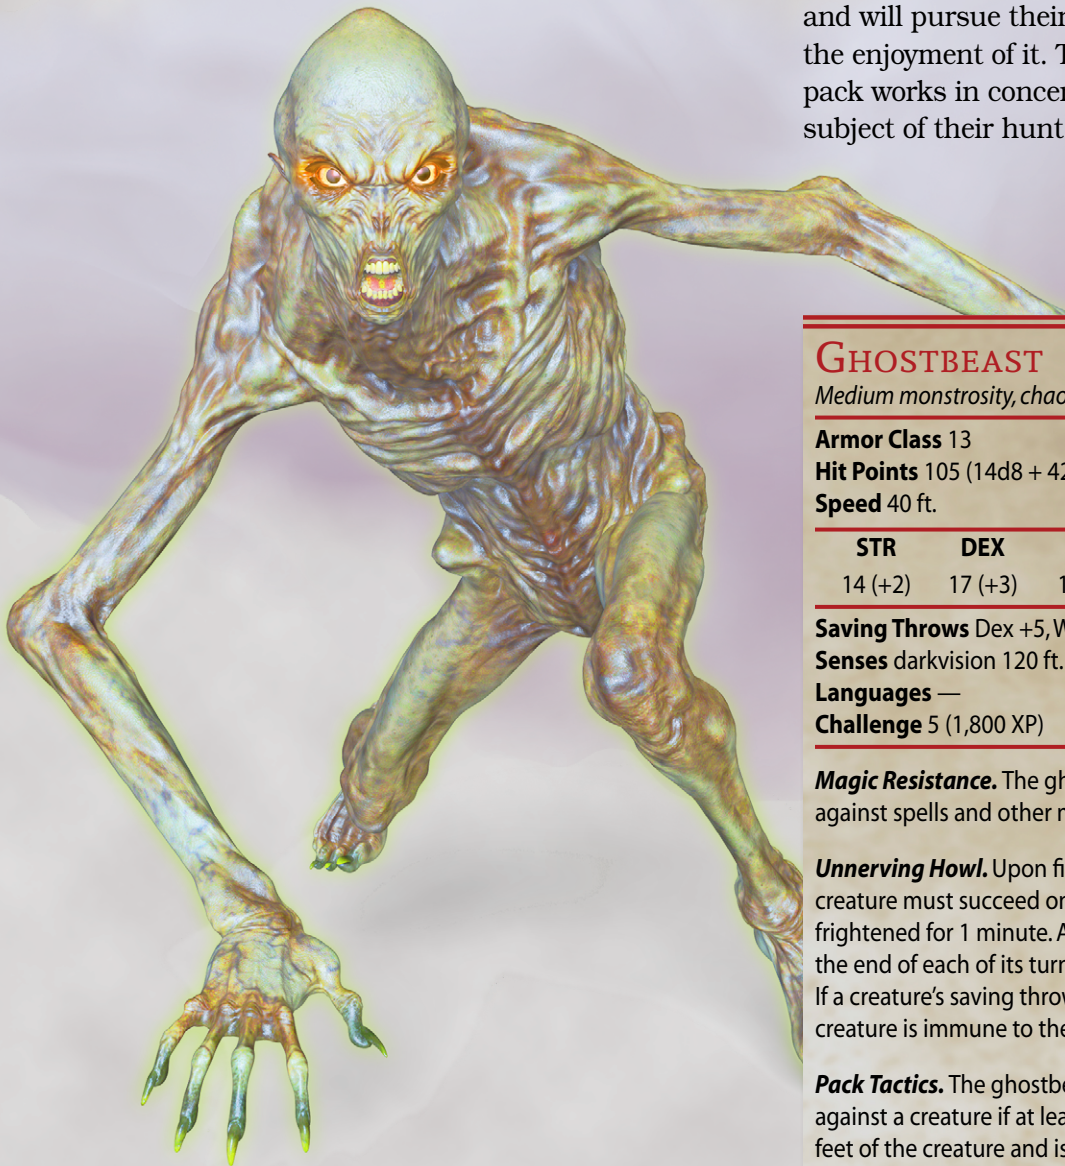 and will pursue their
the enjoyment of it. T
pack works in concer
subject of their hunt
GHOSTBEAST
Medium monstrosity, chao
Armor Class 13
Hit Points 105 (14d8 + 42
Speed 40 ft.
STR DEX
14 (+2) 17 (+3) 1
Saving Throws Dex +5, W
Senses darkvision 120 ft.
Languages —
Challenge 5 (1,800 XP)
Magic Resistance. The gh
against spells and other m
Unnerving Howl. Upon fi
creature must succeed on
frightened for 1 minute. A
the end of each of its turn
If a creature's saving throw
creature is immune to the
Pack Tactics. The ghostbe
against a creature if at lea
feet of the creature and is